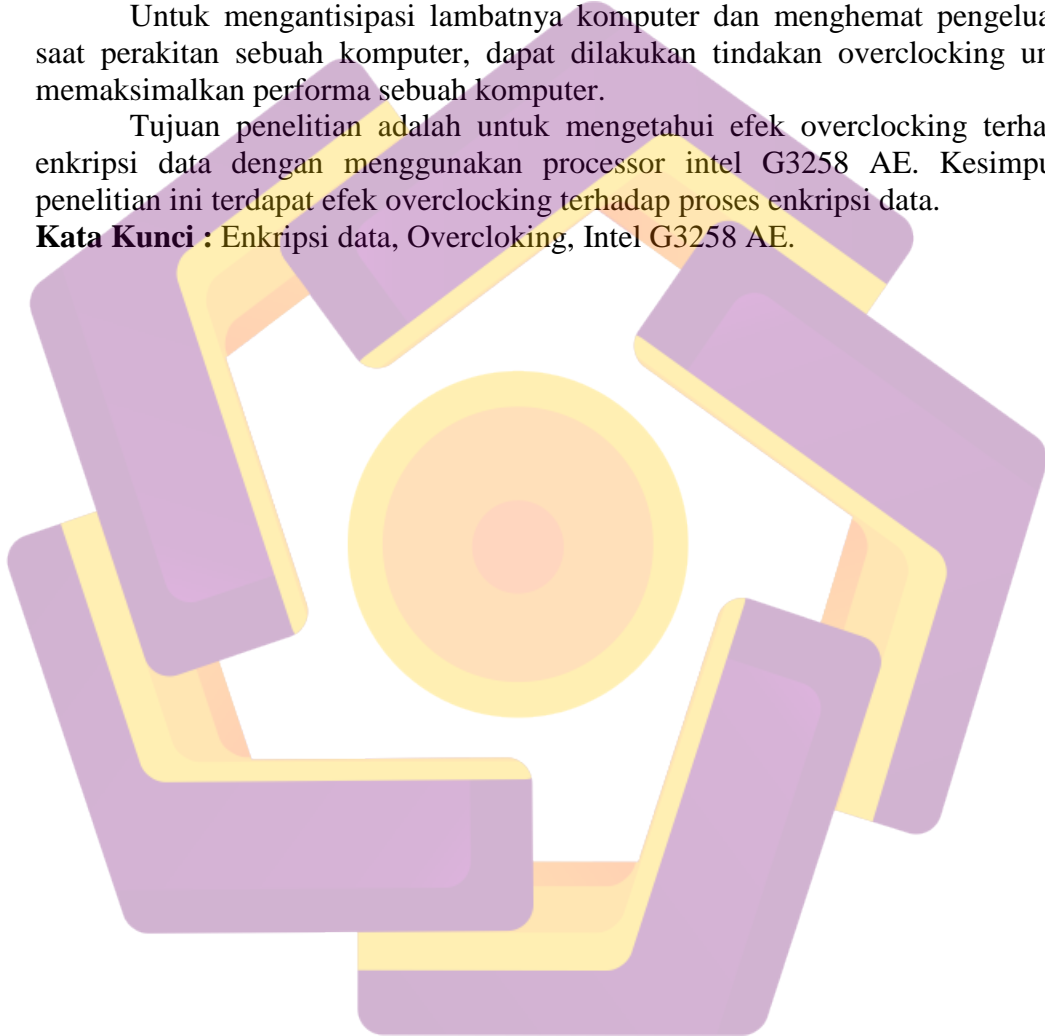 Untuk mengantisipasi lambatnya komputer dan menghemat pengelua
saat perakitan sebuah komputer, dapat dilakukan tindakan overclocking un
memaksimalkan performa sebuah komputer.
Tujuan penelitian adalah untuk mengetahui efek overclocking terha
enkripsi data dengan menggunakan processor intel G3258 AE. Kesimpu
penelitian ini terdapat efek overclocking terhadap proses enkripsi data.
Kata Kunci : Enkripsi data, Overcloking, Intel G3258 AE.